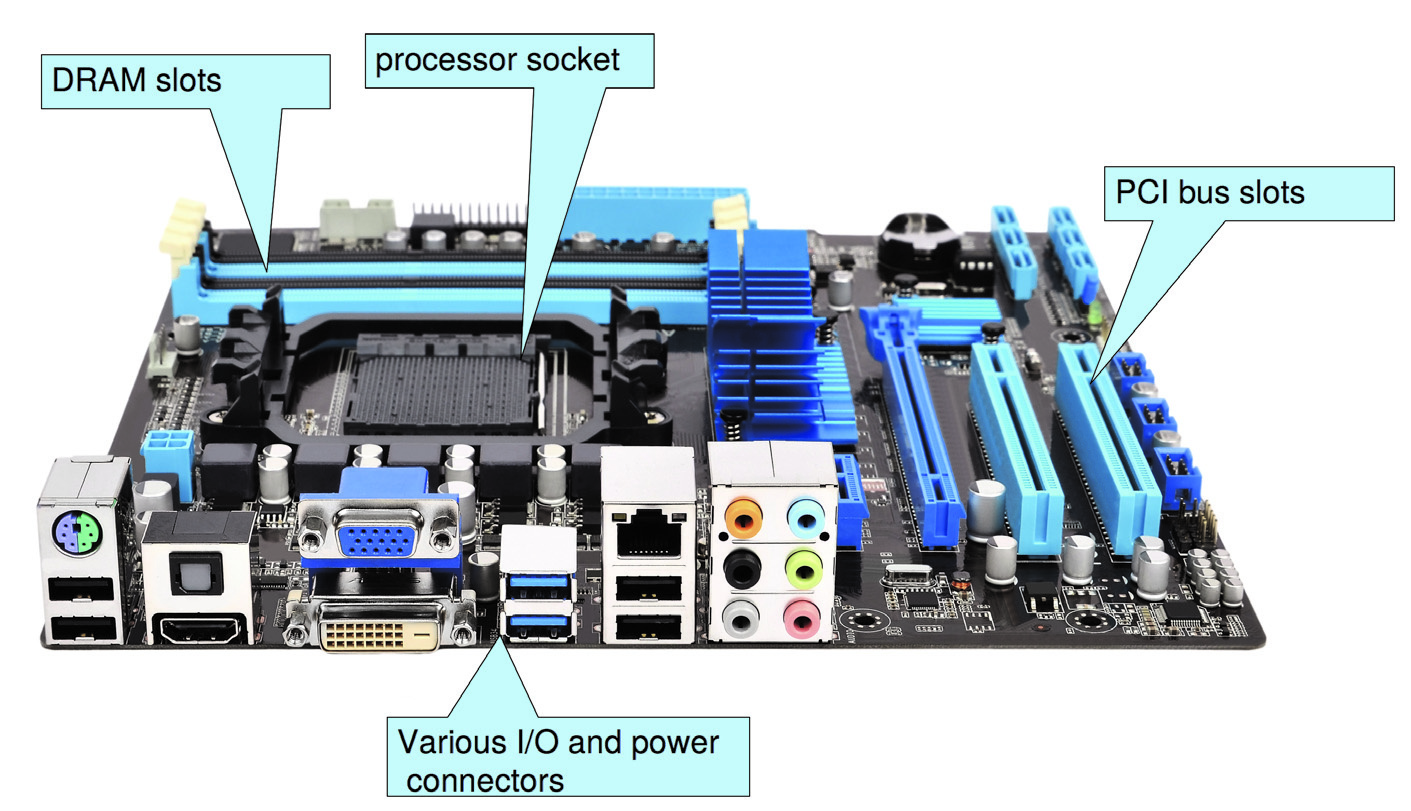 processor socket
DRAM slots
PCI bus slots
Various I/O and power
connectors